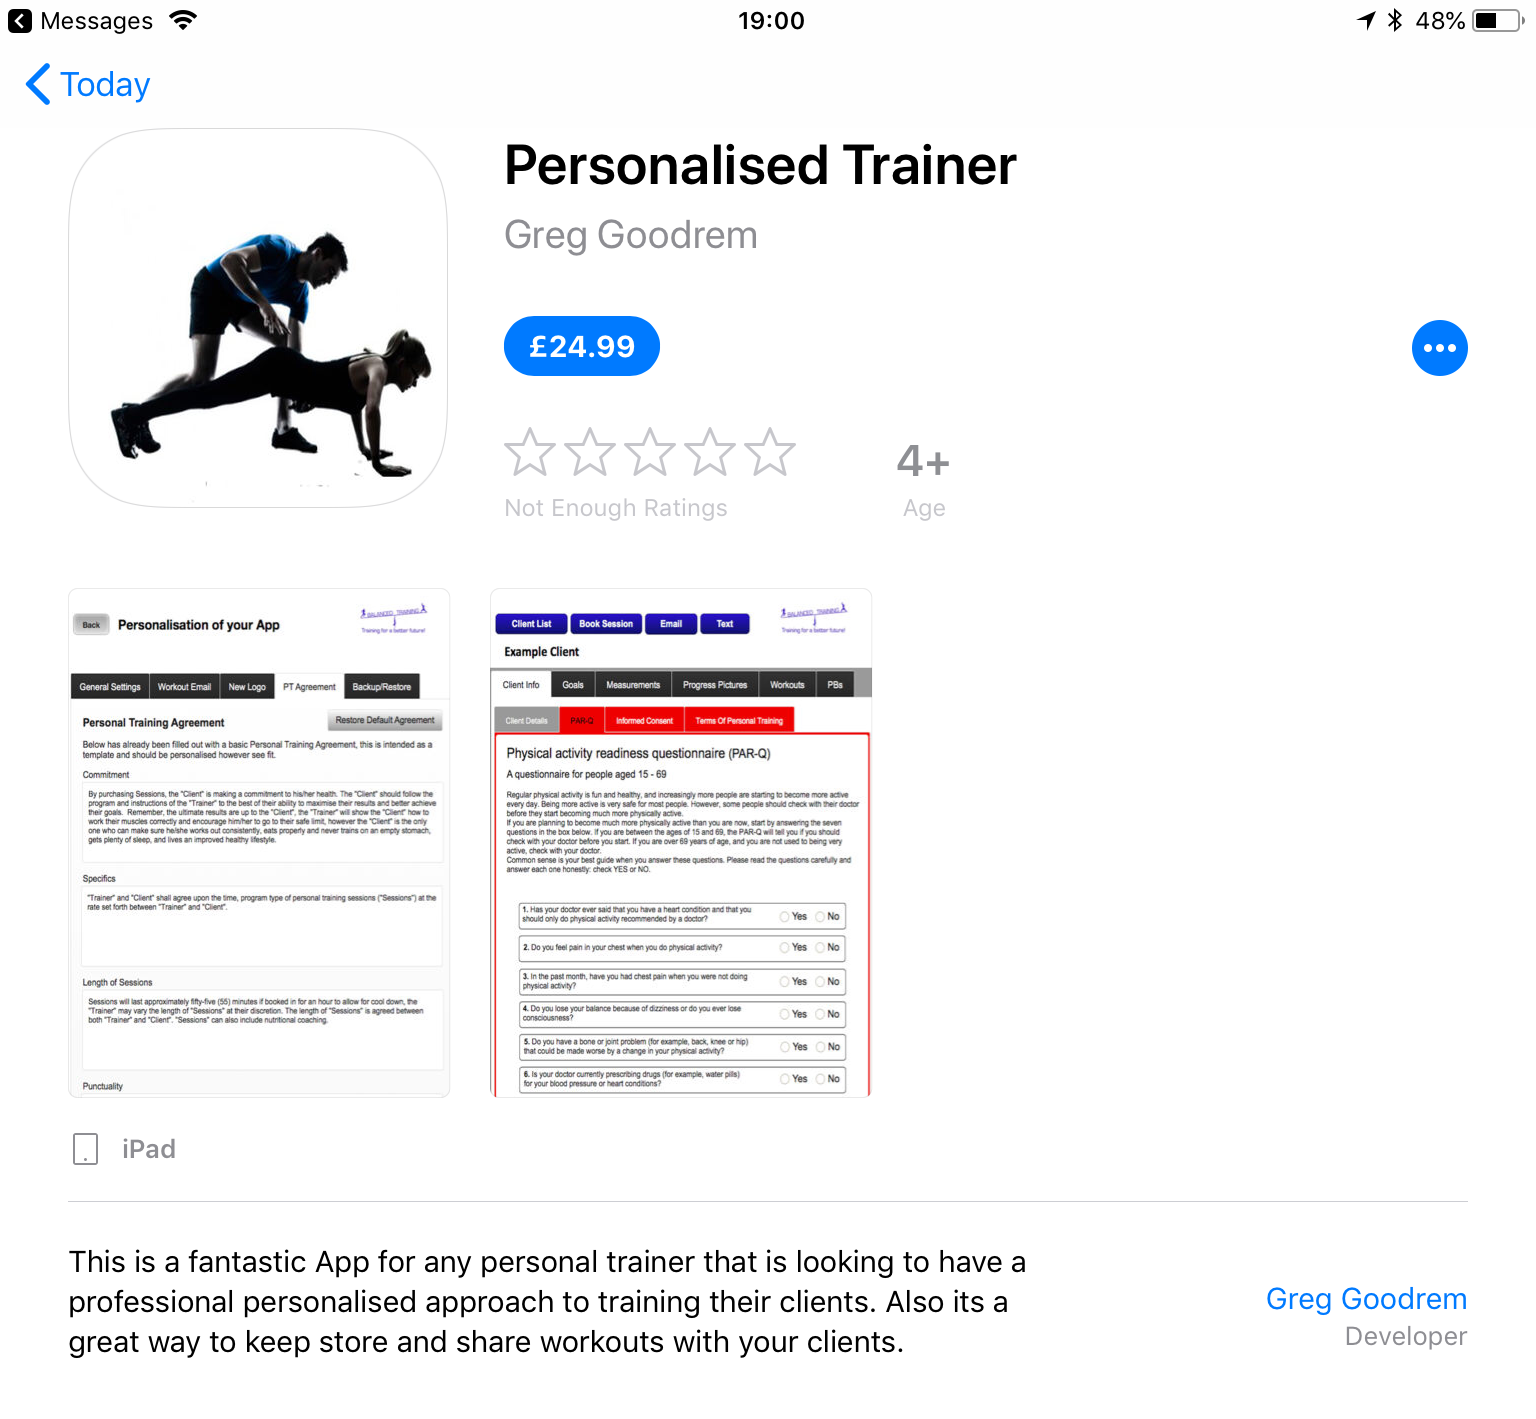 Messages
19:00
48%
Today
Personalised Trainer
Greg Goodrem
£24.99
Not Enough Ratings
4+
Age
Back
Personalisation of your App
BALANCED TRAINING
Training for a better future!
General Settings
Workout Email
New Logo
PT Agreement
Backup/Restore
Personal Training Agreement
Restore Default Agreement
Below has already been filled out with a basic Personal Training Agreement, this is intended as a
template and should be personalised however see fit.
Commitment
By purchasing Sessions, the "Client" is making a commitment to his/her health. The "Client" should follow the
program and instructions of the "Trainer" to the best of their ability to maximise their results and better achieve
their goals. Remember, the ultimate results are up to the "Client", the "Trainer" will show the "Client" how to
work their muscles correctly and encourage him/her to go to their safe limit, however the "Client" is the only
one who can make sure he/she works out consistently, eats properly and never trains on an empty stomach,
gets plenty of sleep, and lives an improved healthy lifestyle.
Specifics
"Trainer" and "Client" shall agree upon the time, program type of personal training sessions ("Sessions") at the
rate set forth between "Trainer" and "Client".
Length of Sessions
Sessions will last approximately fifty-five (55) minutes if booked in for an hour to allow for cool down, the
"Trainer" may vary the length of "Sessions" at their discretion. The length of "Sessions" is agreed between
both "Trainer" and "Client". "Sessions" can also include nutritional coaching.
Punctuality
Client List
Book Session
Email
Text
BALANCED TRAINING
Training for a better future!
Example Client
Client Info
Goals
Measurements
Progress Pictures
Workouts
PBs
Client Details
PAR-Q
Informed Consent
Terms Of Personal Training
Physical activity readiness questionnaire (PAR-Q)
A questionnaire for people aged 15 - 69
Regular physical activity is fun and healthy, and increasingly more people are starting to become more active
every day. Being more active is very safe for most people. However, some people should check with their doctor
before they start becoming much more physically active.
If you are planning to become much more physically active than you are now, start by answering the seven
questions in the box below. If you are between the ages of 15 and 69, the PAR-Q will tell you if you should
check with your doctor before you start. If you are over 69 years of age, and you are not used to being very
active, check with your doctor.
Common sense is your best guide when you answer these questions. Please read the questions carefully and
answer each one honestly: check YES or NO.
1. Has your doctor ever said that you have a heart condition and that you
should only do physical activity recommended by a doctor?
Yes No
2. Do you feel pain in your chest when you do physical activity?
Yes No
3. In the past month, have you had chest pain when you were not doing
physical activity?
Yes No
4. Do you lose your balance because of dizziness or do you ever lose
consciousness?
Yes No
5. Do you have a bone or joint problem (for example, back, knee or hip)
that could be made worse by a change in your physical activity?
Yes No
6. Is your doctor currently prescribing drugs (for example, water pills)
for your blood pressure or heart conditions?
Yes No
iPad
This is a fantastic App for any personal trainer that is looking to have a
professional personalised approach to training their clients. Also its a
great way to keep store and share workouts with your clients.
Greg Goodrem
Developer